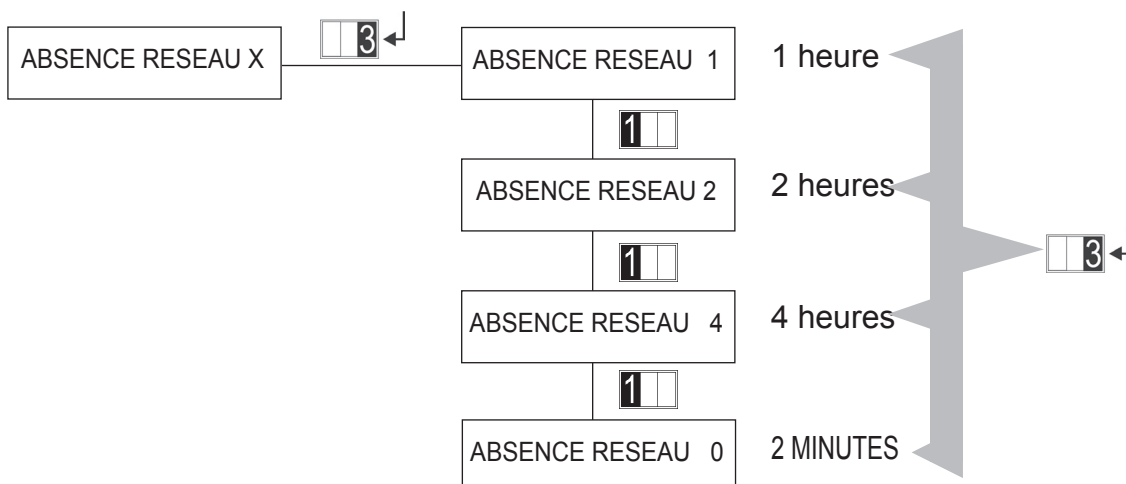 3
ABSENCE RESEAU X
ABSENCE RESEAU 1
1 heure
1
ABSENCE RESEAU 2
2 heures
1
3
ABSENCE RESEAU 4
4 heures
1
ABSENCE RESEAU 0
2 MINUTES